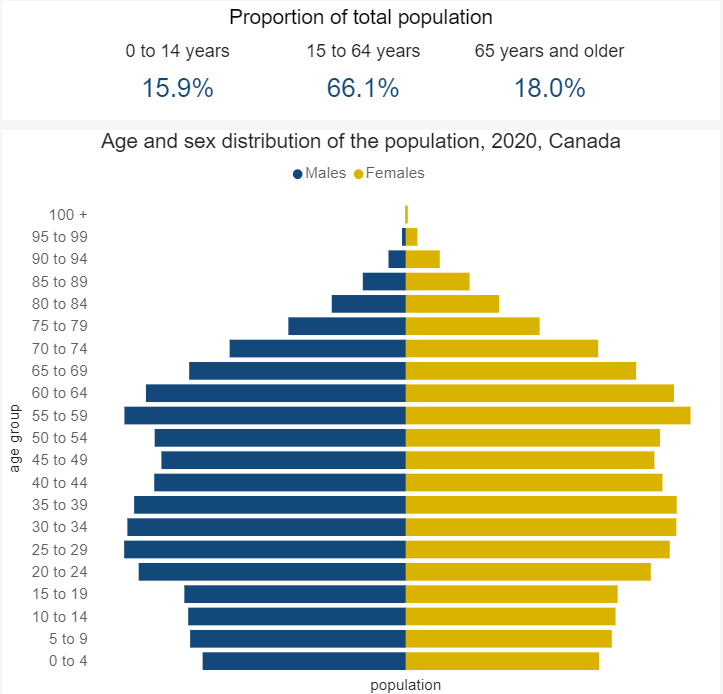 Proportion of total population
0 to 14 years 15 to 64 years 65 years and older
15.9% 66.1% 18.0%
Age and sex distribution of the population, 2020, Canada
Males Females
100 +
95 to 99
90 to 94
85 to 89
80 to 84
75 to 79
70 to 74
65 to 69
60 to 64
55 to 59
50 to 54
45 to 49
40 to 44
35 to 39
30 to 34
25 to 29
20 to 24
15 to 19
10 to 14
5 to 9
0 to 4
age group
population